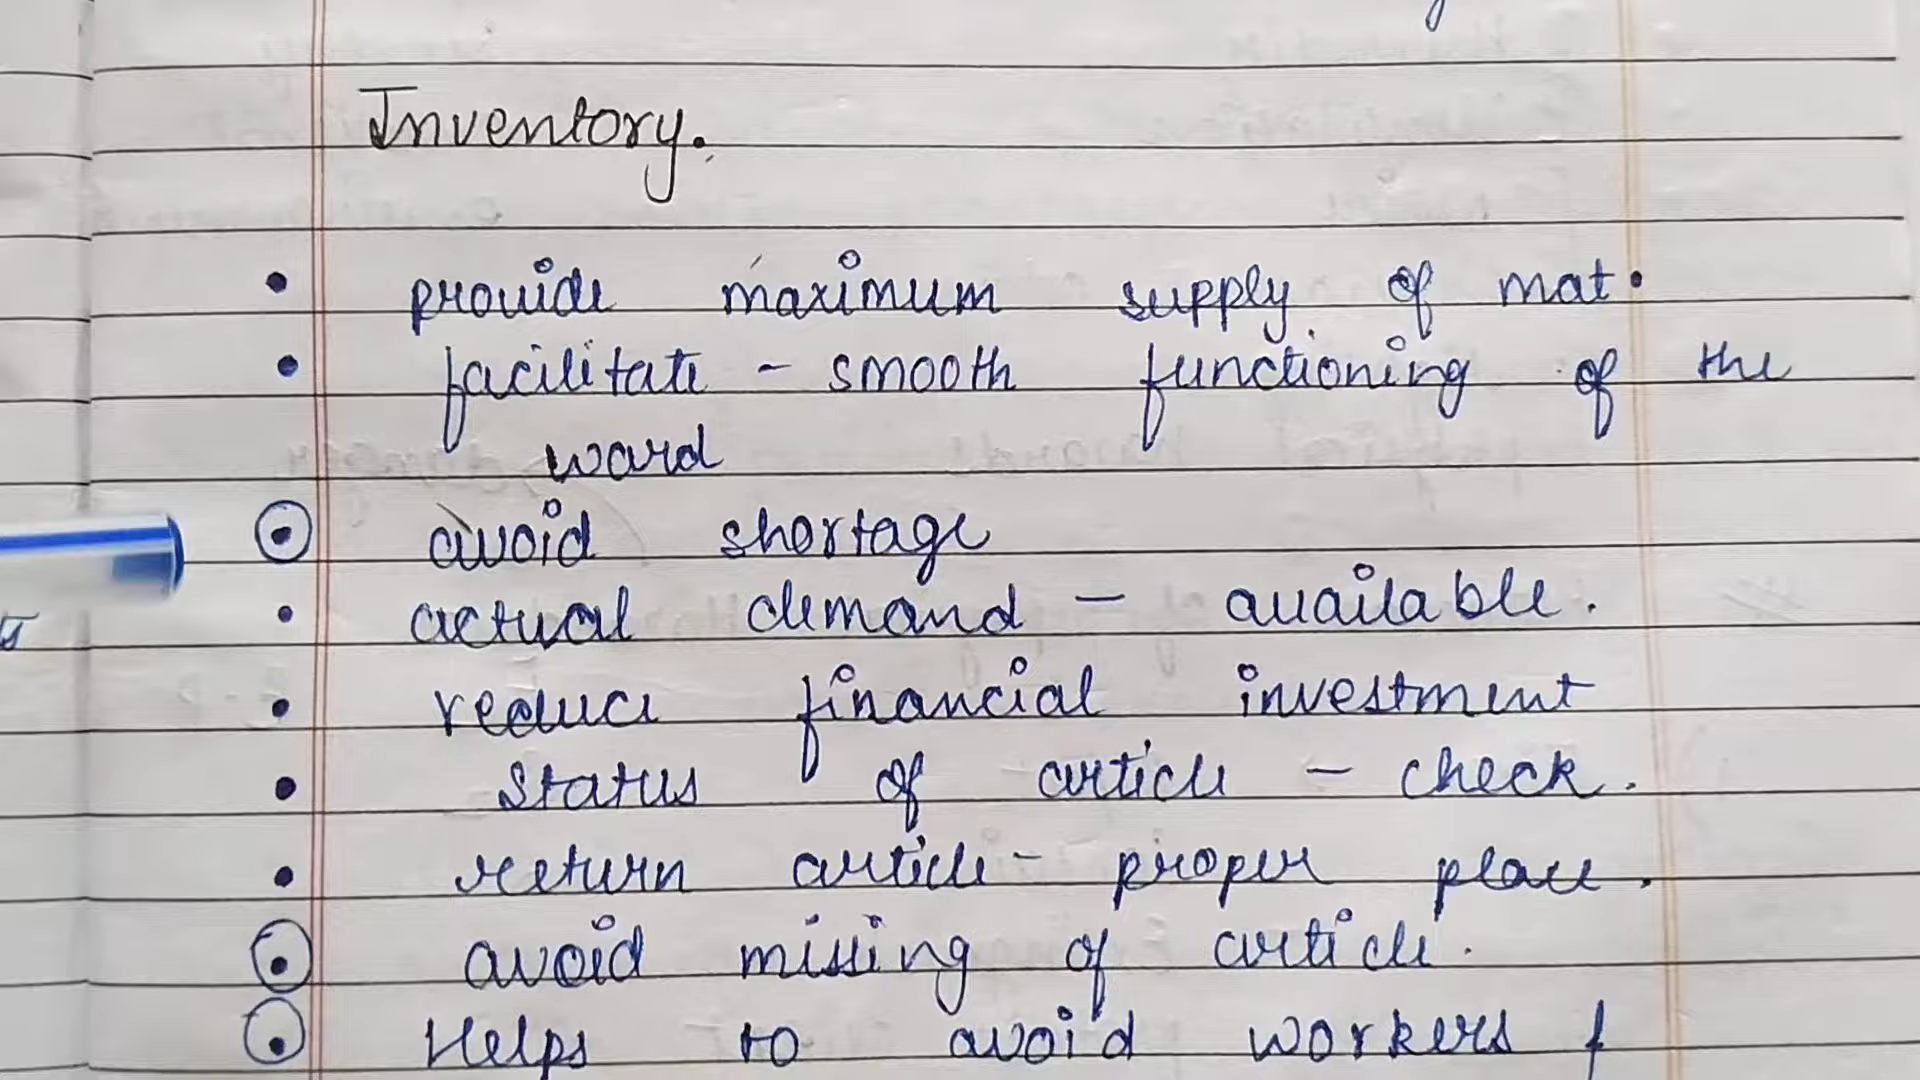 Inventory.
• provide maximum supply of mat.
• facilitate - smooth functioning of the
ward
• avoid shortage
• actual demand - available.
• reduce financial investment
• status of article - check.
• return article - proper place.
• avoid missing of article.
• Helps to avoid workers